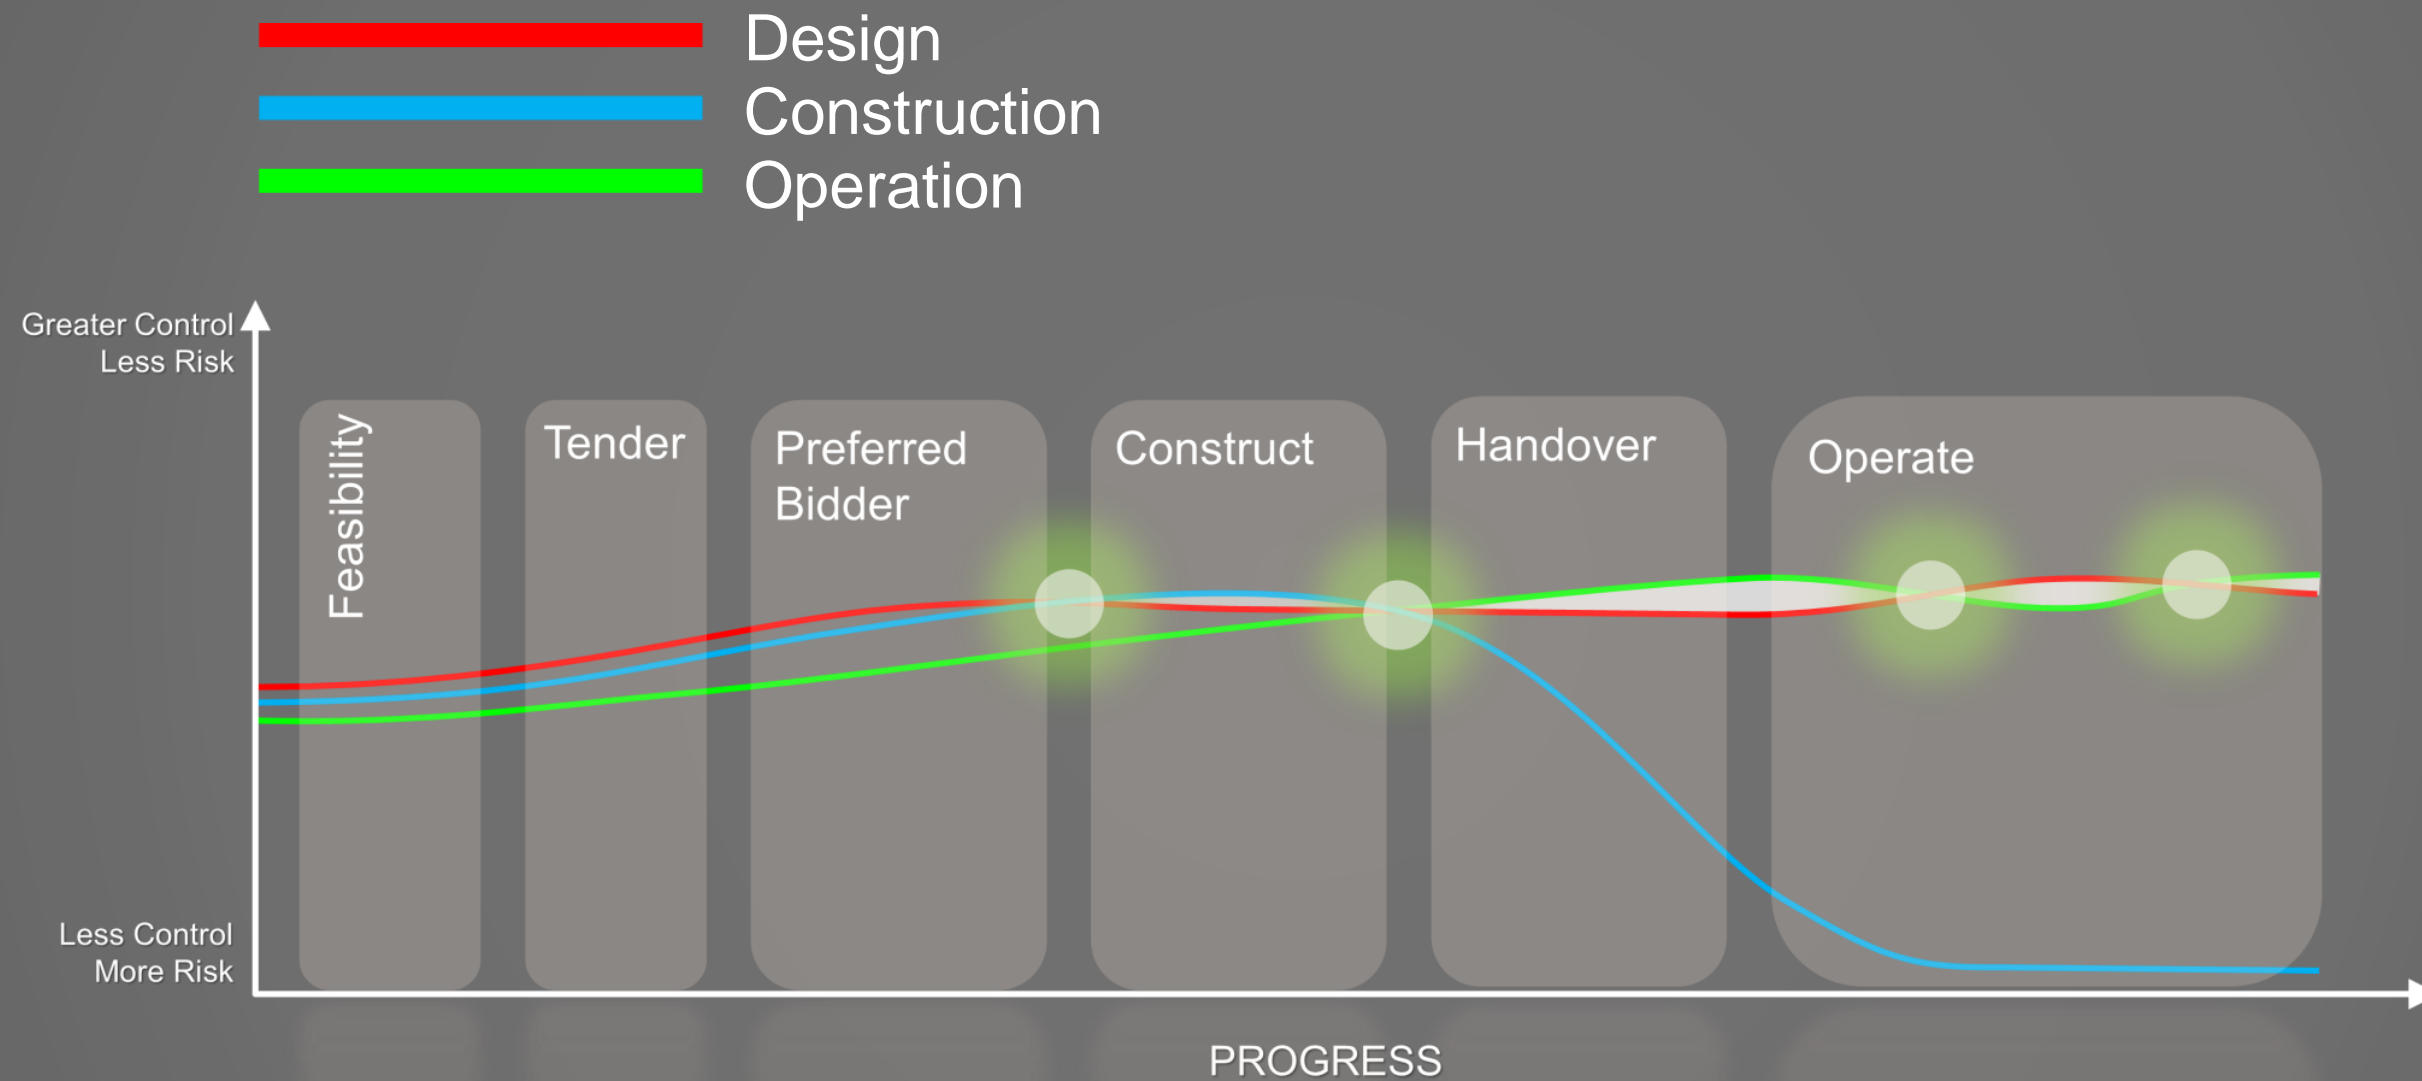 Design
Construction
Operation
Greater Control
Less Risk
Feasibility
Tender
Preferred
Bidder
Construct
Handover
Operate
Less Control
More Risk
PROGRESS